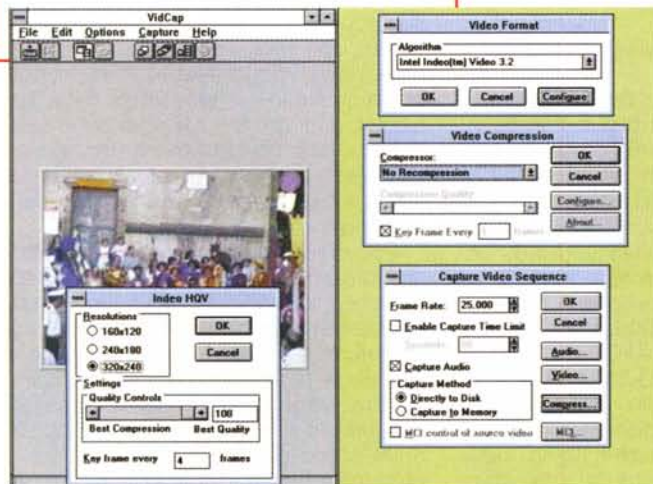 VidCap
File Edit Options Capture Help
Indeo HQV
Resolutions
160x120
240x180
320x240
OK
Cancel
Settings
Quality Controls
100
Best Compression Best Quality
Key frame every 4 frames
Video Format
Algorithm
Intel Indeo(tm) Video 3.2
OK Cancel Configure
Video Compression
Compressor:
No Recompression
OK
Cancel
Compression Quality
Configure...
About...
Key Frame Every 1 frames
Capture Video Sequence
Frame Rate: 25.000
OK
Cancel
Enable Capture Time Limit
Seconds:
Capture Audio
Audio...
Video...
Capture Method
Directly to Disk
Capture to Memory
Compress...
MCI control of source video
MCI...